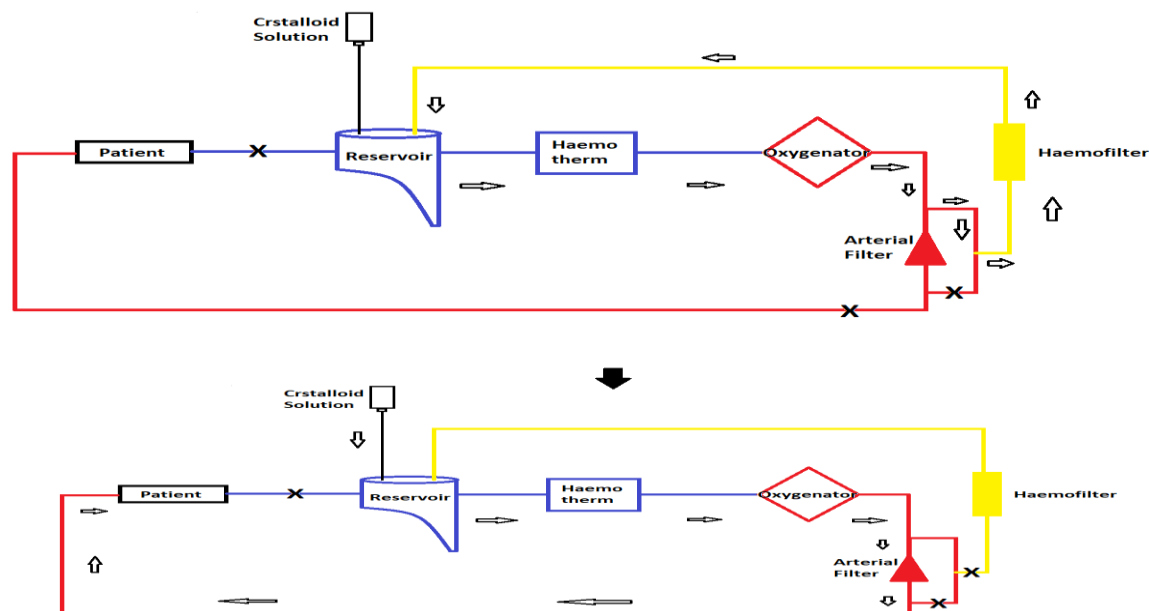 Crstalloid
Solution
Patient
Reservoir
Haemo
therm
Oxygenator
Haemofilter
Arterial
Filter
X
X
X
Crstalloid
Solution
Patient
X
Reservoir
Haemo
therm
Oxygenator
Haemofilter
Arterial
Filter
X
X